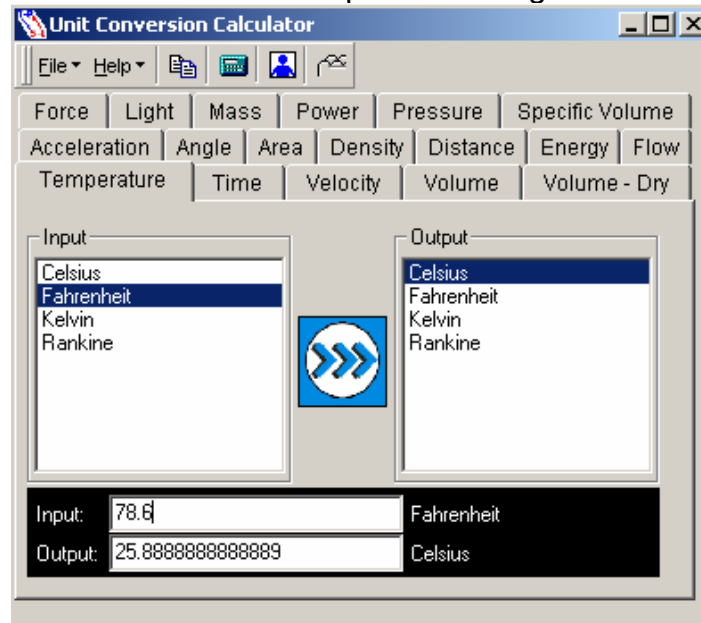 Unit Conversion Calculator
File Help
Force Light Mass Power Pressure Specific Volume
Acceleration Angle Area Density Distance Energy Flow
Temperature Time Velocity Volume Volume - Dry
Input
Celsius
Fahrenheit
Kelvin
Rankine
Output
Celsius
Fahrenheit
Kelvin
Rankine
Input: 78.6 Fahrenheit
Output: 25.8888888888889 Celsius